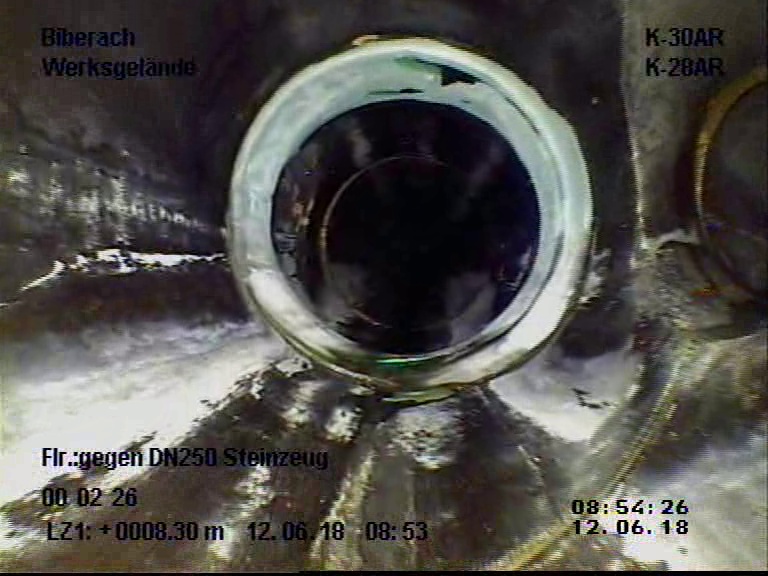 Biberach
Werksgelände
K-30AR
K-28AR
Flr.:gegen DN250 Steinzeug
00 02 26
LZ1: +0008.30 m 12.06.18 08:53
08:54:26
12.06.18